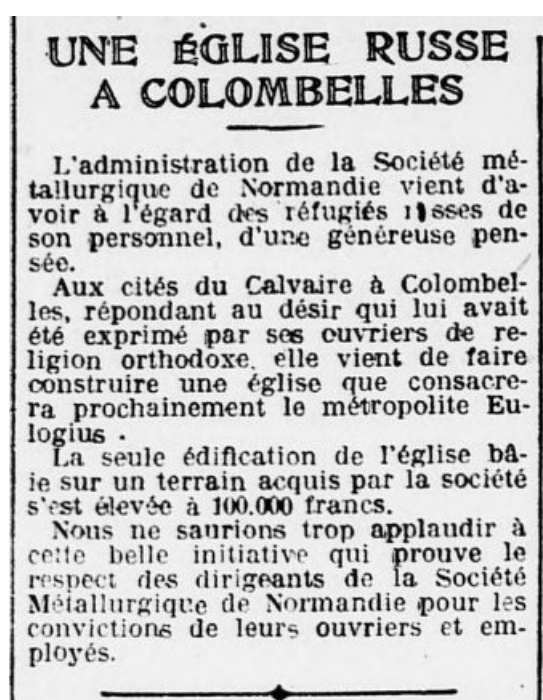 UNE ÉGLISE RUSSE
A COLOMBELLES
L'administration de la Société mé-
tallurgique de Normandie vient d'a-
voir à l'égard des réfugiés russes de
son personnel, d'une généreuse pen-
sée.
Aux cités du Calvaire à Colombel-
les, répondant au désir qui lui avait
été exprimé par ses ouvriers de re-
ligion orthodoxe, elle vient de faire
construire une église que consacre-
ra prochainement le métropolite Eu-
logius .
La seule édification de l'église bâ-
ie sur un terrain acquis par la société
s'est élevée à 100.000 francs.
Nous ne saurions trop applaudir à
cette belle initiative qui prouve le
respect des dirigeants de la Société
Métallurgique de Normandie pour les
convictions de leurs ouvriers et em-
ployés.